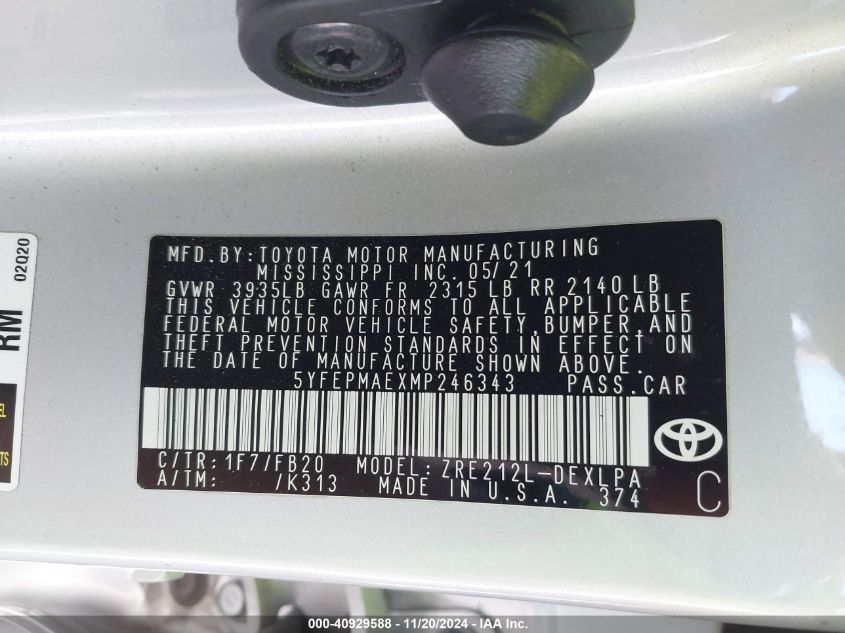 MFD.BY:TOYOTA MOTOR MANUFACTURING
MISSISSIPPI INC. 05/21
GVWR 3935LB GAWR FR 2315 LB RR 2140 LB
THIS VEHICLE CONFORMS TO ALL APPLICABLE
FEDERAL MOTOR VEHICLE SAFETY, BUMPER, AND
THEFT PREVENTION STANDARDS IN EFFECT ON
THE DATE OF MANUFACTURE SHOWN ABOVE.
5YFEPMAEXMP246343 PASS.CAR
C/TR: 1F7/FB20 MODEL: ZRE212L-DEXLPA
A/TM: /K313 MADE IN U.S.A. 374
C
02Q20
RM
000-40929588 - 11/20/2024 - IAA Inc.